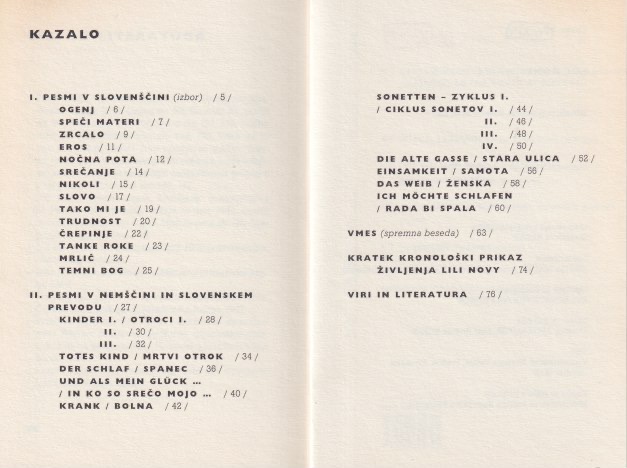 KAZALO
I. PESMI V SLOVENŠČINI (izbor) / 5 /
OGENJ / 6 /
SPEČI MATERI / 7 /
ZRCALO / 9 /
EROS / 11 /
NOČNA POTA / 12 /
SREČANJE / 14 /
NIKOLI / 15 /
SLOVO / 17 /
TAKO MI JE / 19 /
TRUDNOST / 20 /
ČREPINJE / 22 /
TANKE ROKE / 23 /
MRLIČ / 24 /
TEMNI BOG / 25 /
II. PESMI V NEMŠČINI IN SLOVENSKEM
PREVODU / 27 /
KINDER I. / OTROCI I. / 28 /
II. / 30 /
III. / 32 /
TOTES KIND / MRTVI OTROK / 34 /
DER SCHLAF / SPANEC / 36 /
UND ALS MEIN GLÜCK ...
/ IN KO SO SREČO MOJO ... / 40 /
KRANK / BOLNA / 42 /
SONETTEN – ZYKLUS I.
/ CIKLUS SONETOV I. / 44 /
II. / 46 /
III. / 48 /
IV. / 50 /
DIE ALTE GASSE / STARA ULICA / 52 /
EINSAMKEIT / SAMOTA / 56 /
DAS WEIB / ŽENSKA / 58 /
ICH MÖCHTE SCHLAFEN
/ RADA BI SPALA / 60 /
VMES (spremna beseda) / 63 /
KRATEK KRONOLOŠKI PRIKAZ
ŽIVLJENJA LILI NOVY / 74 /
VIRI IN LITERATURA / 76 /